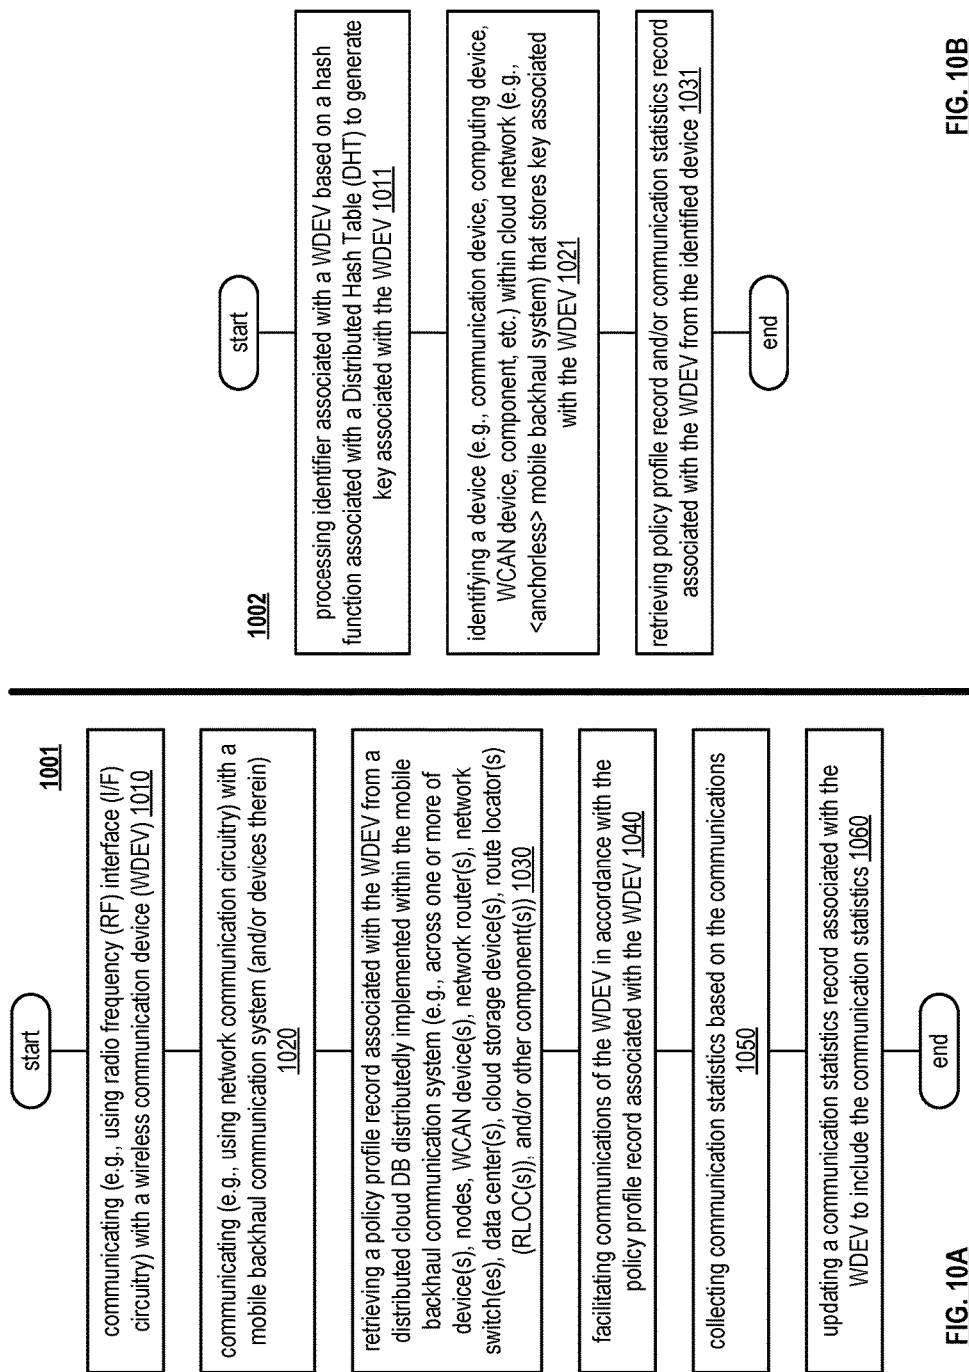 1001
start
communicating (e.g., using radio frequency (RF) interface (I/F)
circuitry) with a wireless communication device (WDEV) 1010
communicating (e.g., using network communication circuitry) with a
mobile backhaul communication system (and/or devices therein)
1020
retrieving a policy profile record associated with the WDEV from a
distributed cloud DB distributedly implemented within the mobile
backhaul communication system (e.g., across one or more of
device(s), nodes, WCAN device(s), network router(s), network
switch(es), data center(s), cloud storage device(s), route locator(s)
(RLOC(s)), and/or other component(s)) 1030
facilitating communications of the WDEV in accordance with the
policy profile record associated with the WDEV 1040
collecting communication statistics based on the communications
1050
updating a communication statistics record associated with the
WDEV to include the communication statistics 1060
end
FIG. 10A
1002
start
processing identifier associated with a WDEV based on a hash
function associated with a Distributed Hash Table (DHT) to generate
key associated with the WDEV 1011
identifying a device (e.g., communication device, computing device,
WCAN device, component, etc.) within cloud network (e.g.,
<anchorless> mobile backhaul system) that stores key associated
with the WDEV 1021
retrieving policy profile record and/or communication statistics record
associated with the WDEV from the identified device 1031
end
FIG. 10B